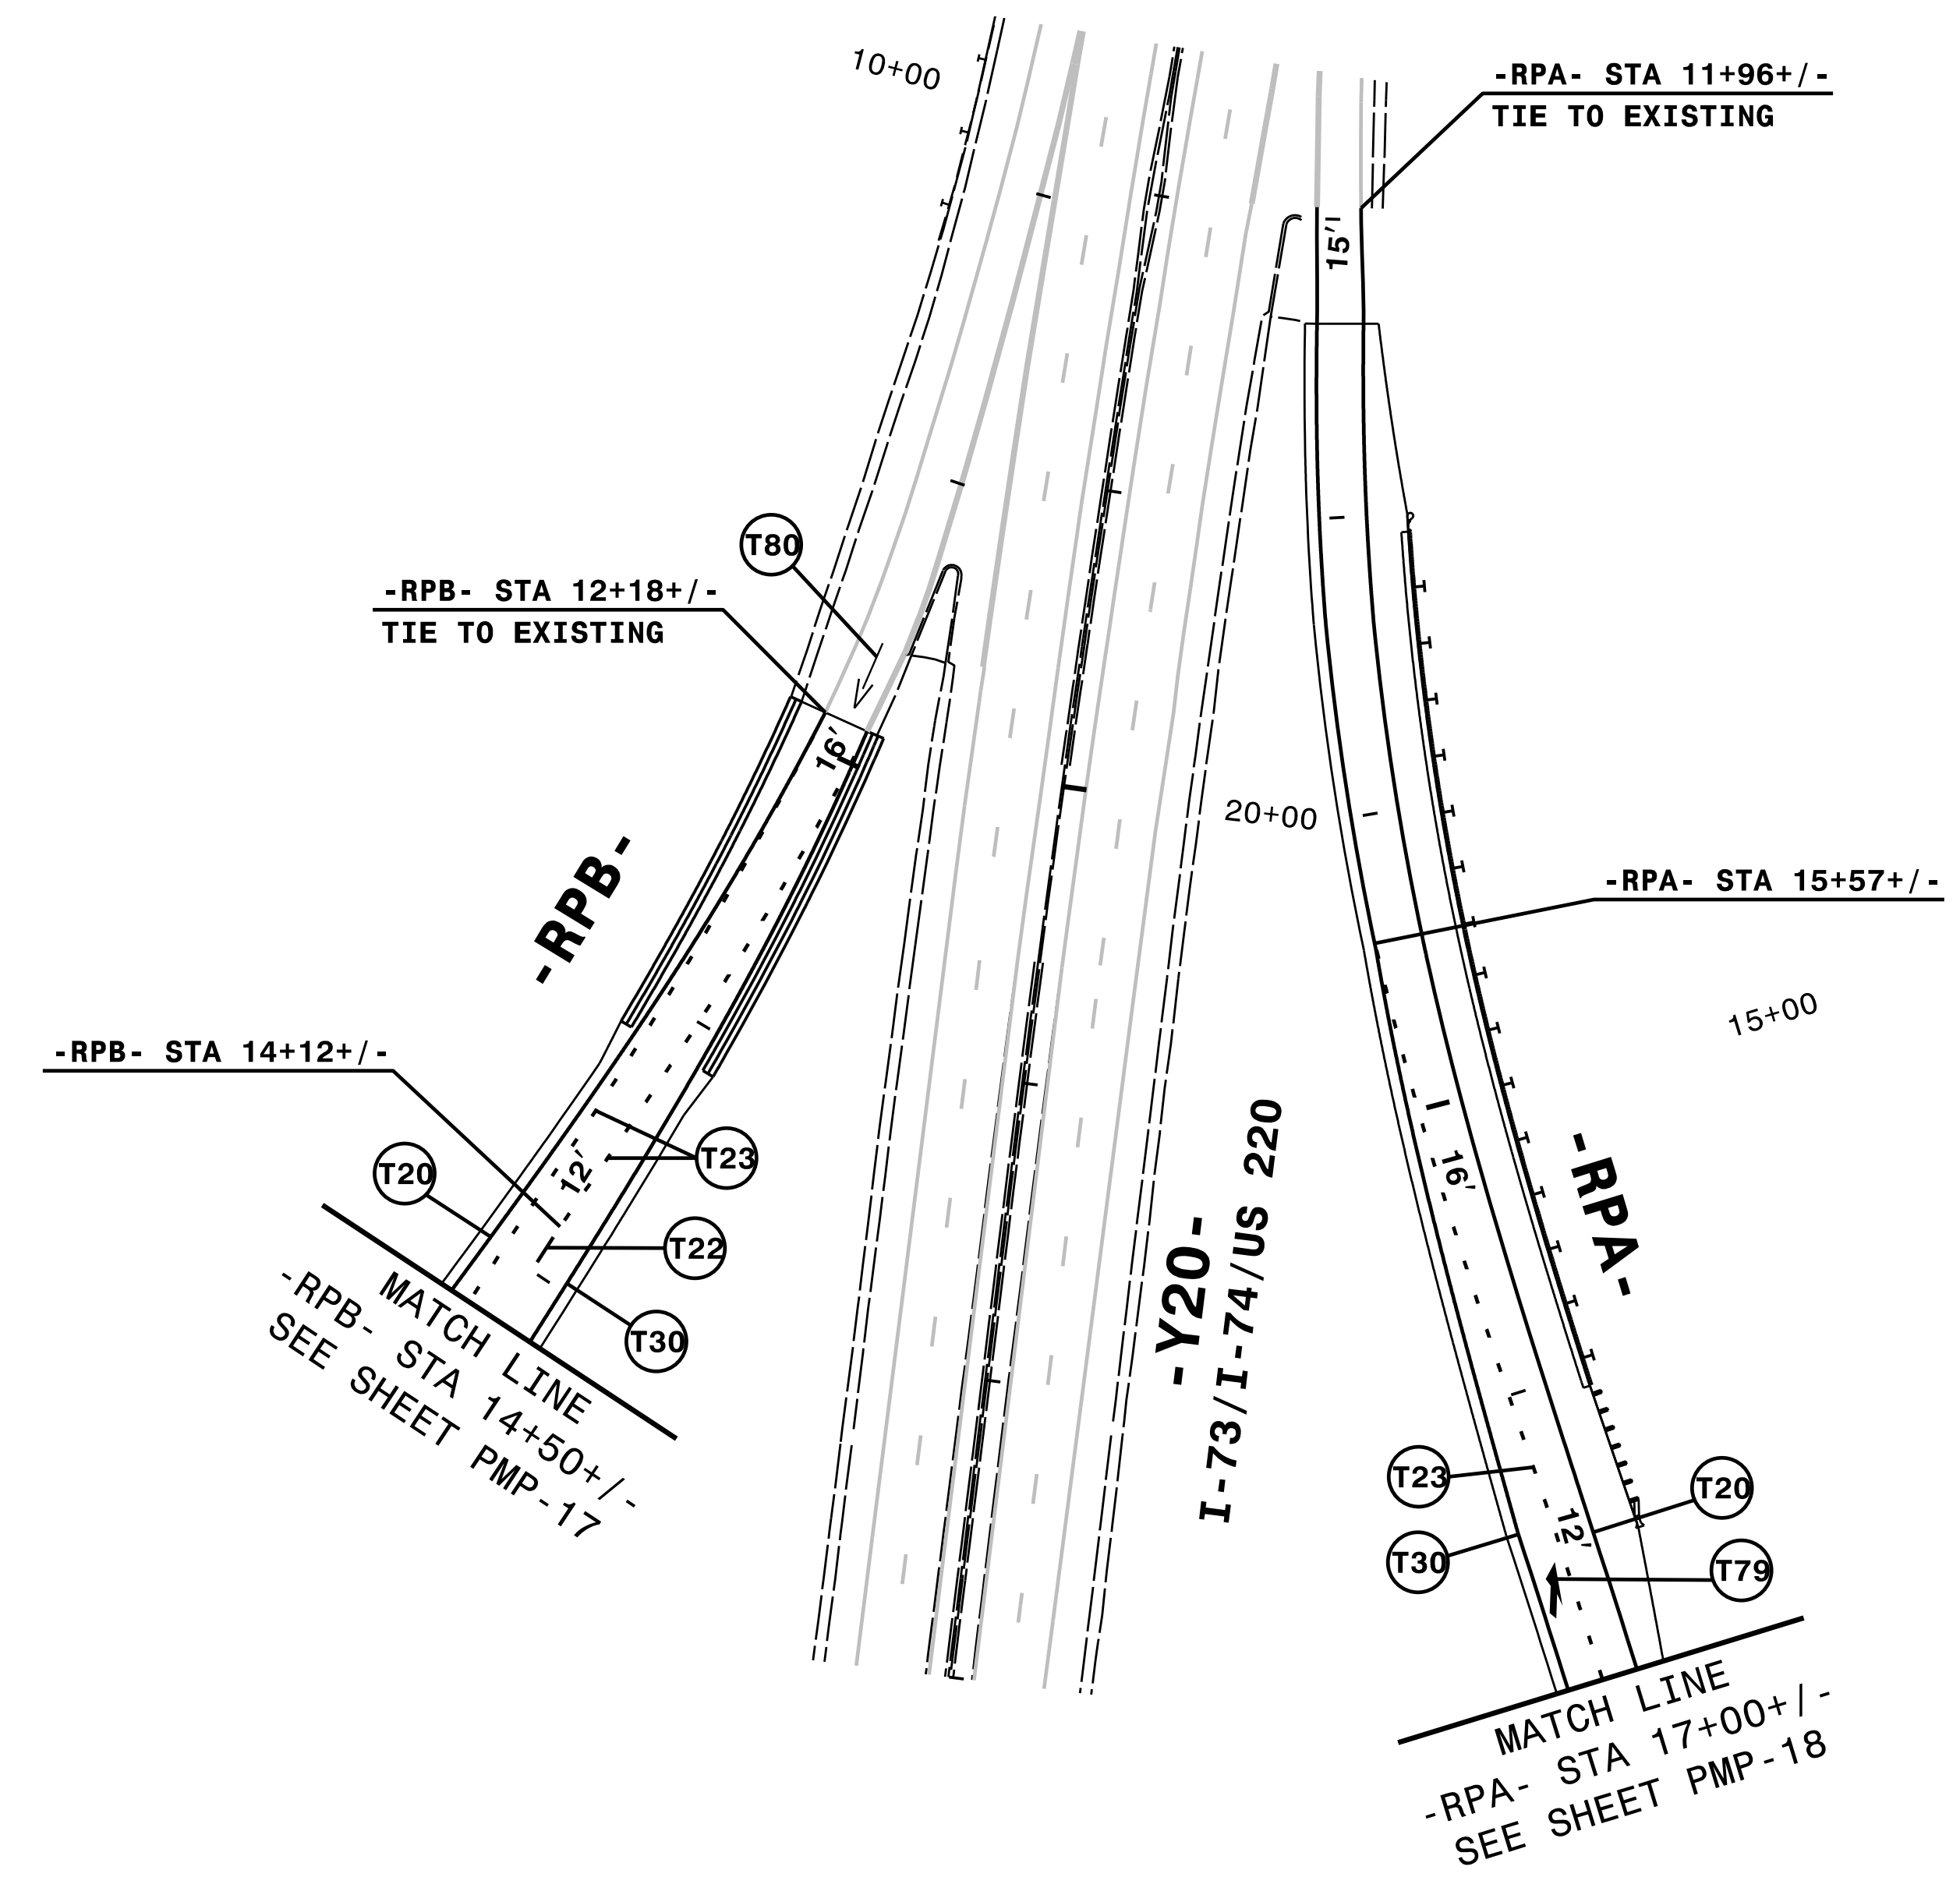 10+00
-RPA- STA 11+96+/-
TIE TO EXISTING
15'
T80
-RPB- STA 12+18+/-
TIE TO EXISTING
16'
20+00
-RPB-
-RPA- STA 15+57+/-
15+00
-RPB- STA 14+12+/-
T23
T20
12'
16'
T22
T30
-RPA-
-Y20-
I-73/I-74/US 220
MATCH LINE
-RPB- STA 14+50+/-
SEE SHEET PMP-17
T23
T20
12'
T30
T79
MATCH LINE
-RPA- STA 17+00+/-
SEE SHEET PMP-18